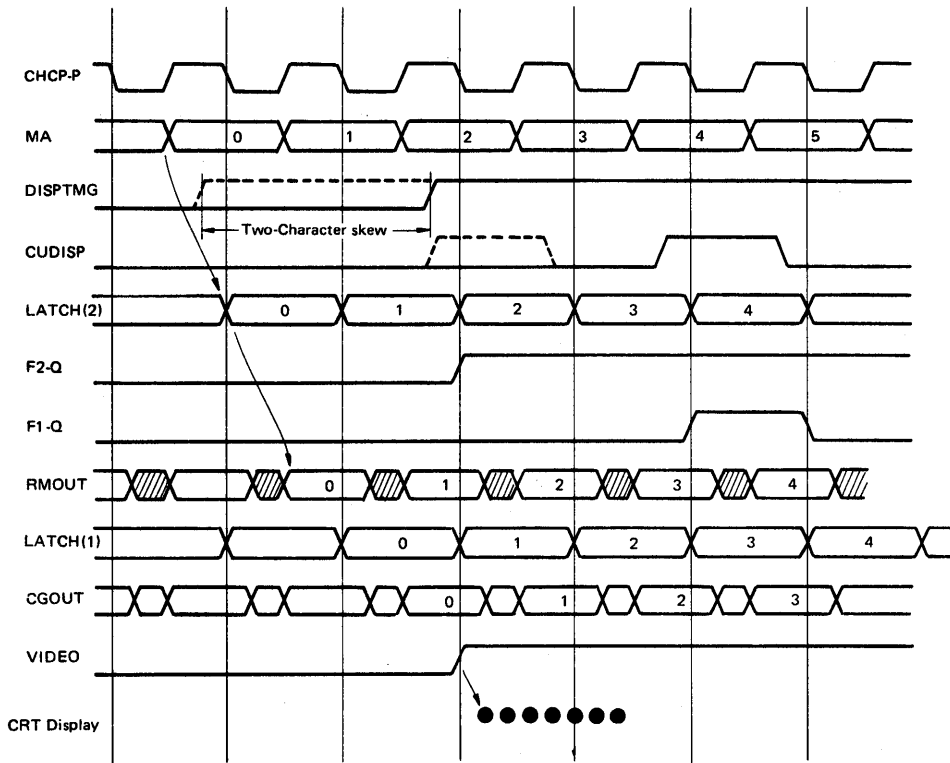 CHCP-P
MA 0 1 2 3 4 5
DISPTMG
Two-Character skew
CUDISP
LATCH(2) 0 1 2 3 4
F2-Q
F1-Q
RMOUT 0 1 2 3 4
LATCH(1) 0 1 2 3 4
CGOUT 0 1 2 3
VIDEO
CRT Display